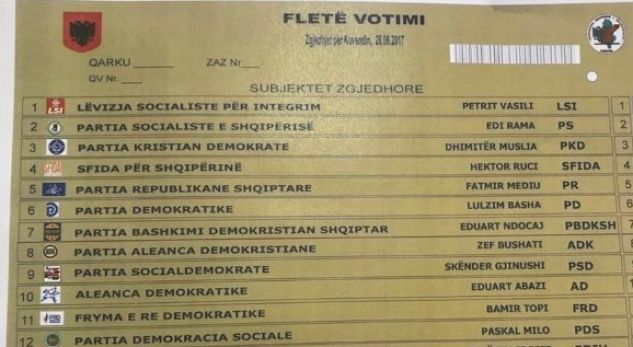 FLETË VOTIMI
Zgjedhjet për Kuvendin, 25.06.2017
QARKU ______ ZAZ Nr___
QV Nr. ___
SUBJEKTET ZGJEDHORE
1 LSI LËVIZJA SOCIALISTE PËR INTEGRIM PETRIT VASILI LSI 1
2 PARTIA SOCIALISTE E SHQIPËRISË EDI RAMA PS 2
3 PARTIA KRISTIAN DEMOKRATE DHIMITËR MUSLIA PKD 3
4 SFIDA SFIDA PËR SHQIPËRINË HEKTOR RUCI SFIDA 4
5 PARTIA REPUBLIKANE SHQIPTARE FATMIR MEDIU PR 5
6 PARTIA DEMOKRATIKE LULZIM BASHA PD 6
7 PARTIA BASHKIMI DEMOKRISTIAN SHQIPTAR EDUART NDOCAJ PBDKSH 7
8 PARTIA ALEANCA DEMOKRISTIANE ZEF BUSHATI ADK 8
9 PARTIA SOCIALDEMOKRATE SKËNDER GJINUSHI PSD 9
10 ALEANCA DEMOKRATIKE EDUART ABAZI AD
11 FRYMA E RE DEMOKRATIKE BAMIR TOPI FRD
12 PARTIA DEMOKRACIA SOCIALE PASKAL MILO PDS